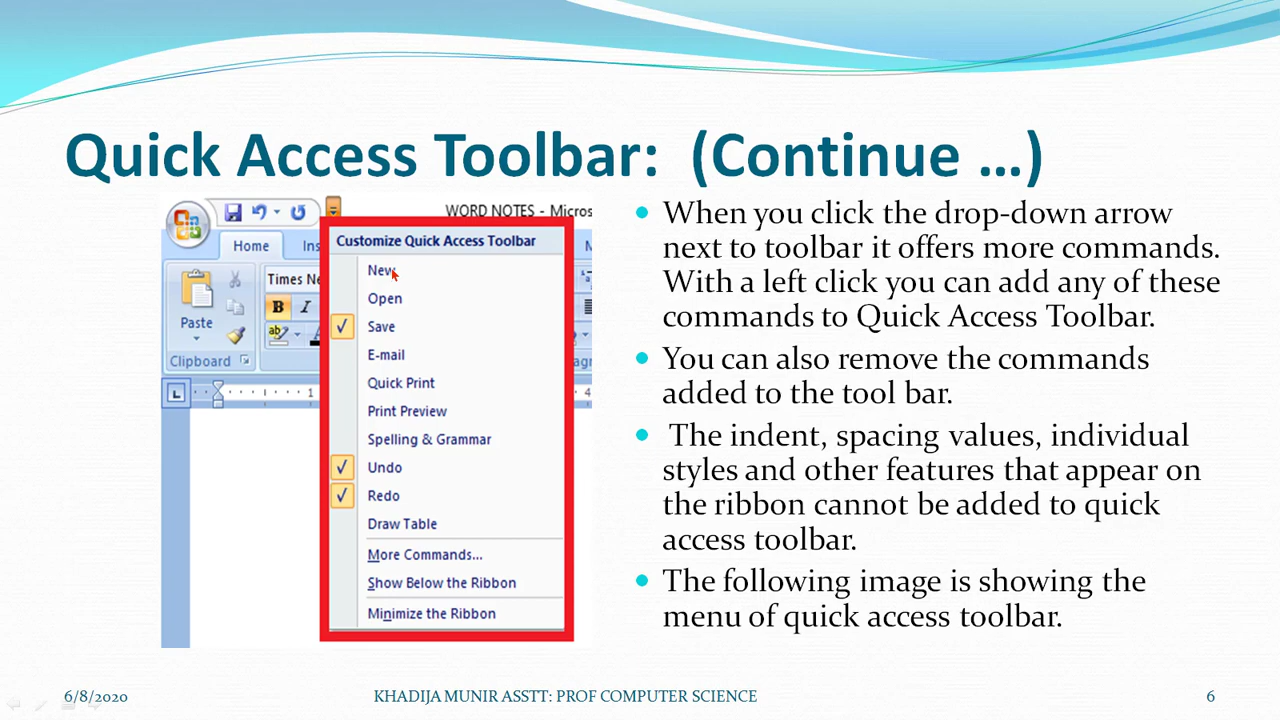 Quick Access Toolbar:  (Continue ...)
WORD NOTES - Micros
Customize Quick Access Toolbar
Home
Ins
New
Times Ne
Open
B I
Save
Paste
E-mail
Clipboard
Quick Print
L
1
4
Print Preview
Spelling & Grammar
Undo
Redo
Draw Table
More Commands...
Show Below the Ribbon
Minimize the Ribbon
• When you click the drop-down arrow
next to toolbar it offers more commands.
With a left click you can add any of these
commands to Quick Access Toolbar.
• You can also remove the commands
added to the tool bar.
• The indent, spacing values, individual
styles and other features that appear on
the ribbon cannot be added to quick
access toolbar.
• The following image is showing the
menu of quick access toolbar.
6/8/2020
KHADIJA MUNIR ASSTT: PROF COMPUTER SCIENCE
6